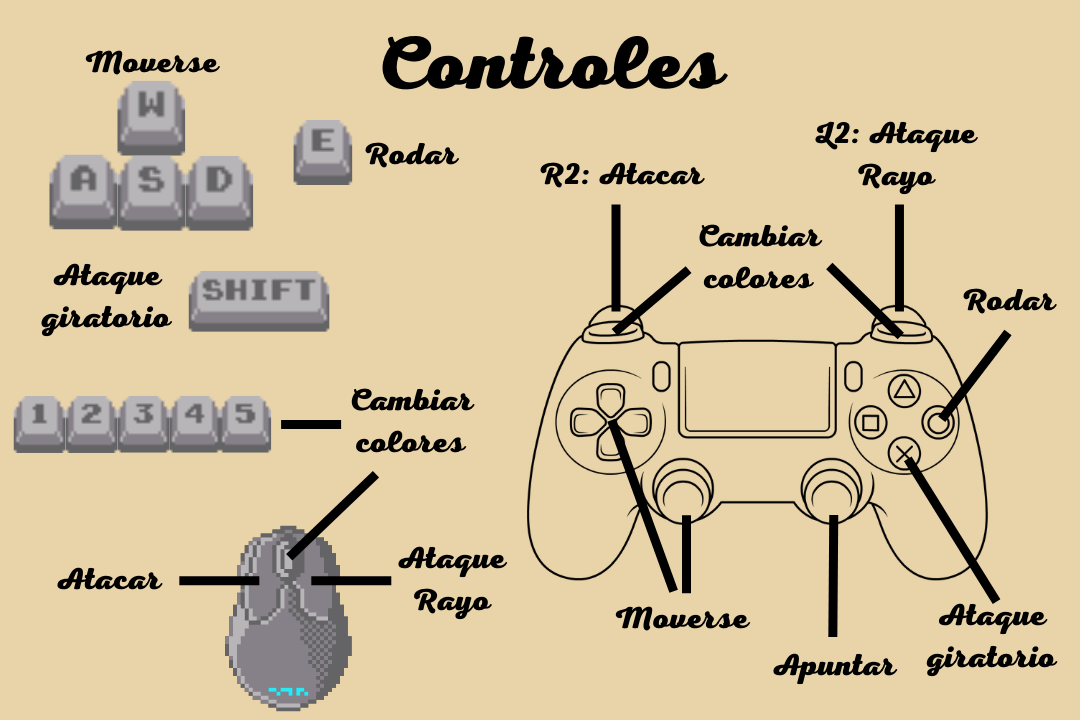 Controles
Moverse
W
A S D
E
Rodar
Ataque
giratorio
SHIFT
1 2 3 4 5
Cambiar
colores
Atacar
Ataque
Rayo
R2: Atacar
L2: Ataque
Rayo
Cambiar
colores
Rodar
Moverse
Apuntar
Ataque
giratorio